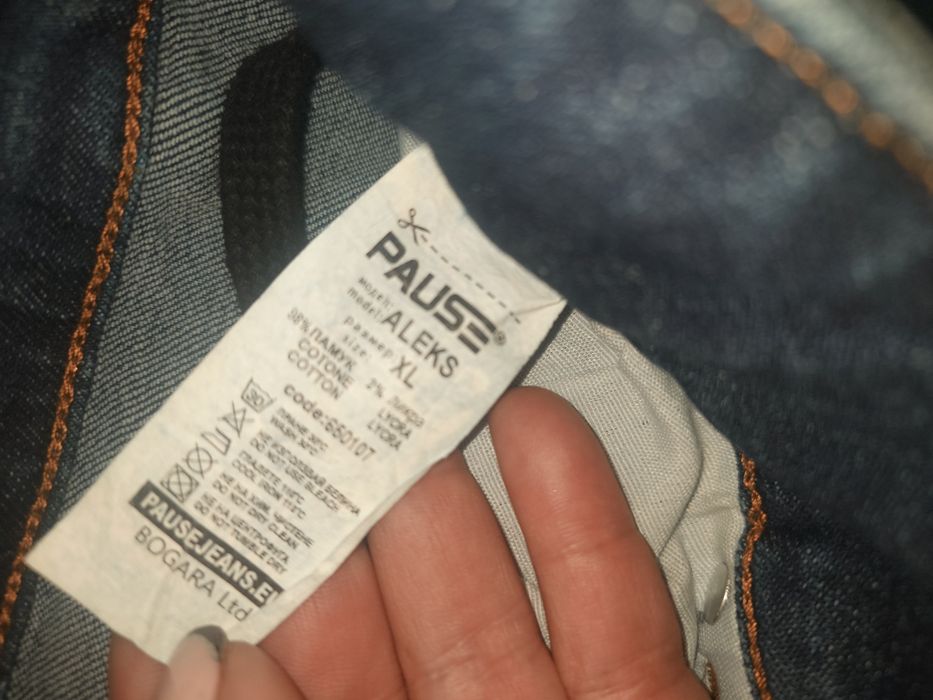 PAUSE®
модел:
model: ALEKS
размер
size: XL
98% ПАМУК 2% ЛИКРА
COTONE LYCRA
COTTON LYCRA
code:650107
30
ПРАНЕ 30°C
WASH 30°C
НЕ ИЗПОЛЗВАЙ БЕЛИНА
DO NOT USE BLEACH
ГЛАДЕТЕ 110°C
COOL IRON 110°C
НЕ НА ХИМ. ЧИСТЕНЕ
DO NOT DRY CLEAN
НЕ НА ЦЕНТРОФУГА
DO NOT TUMBLE DRY
PAUSEJEANS.E
BOGARA Ltd